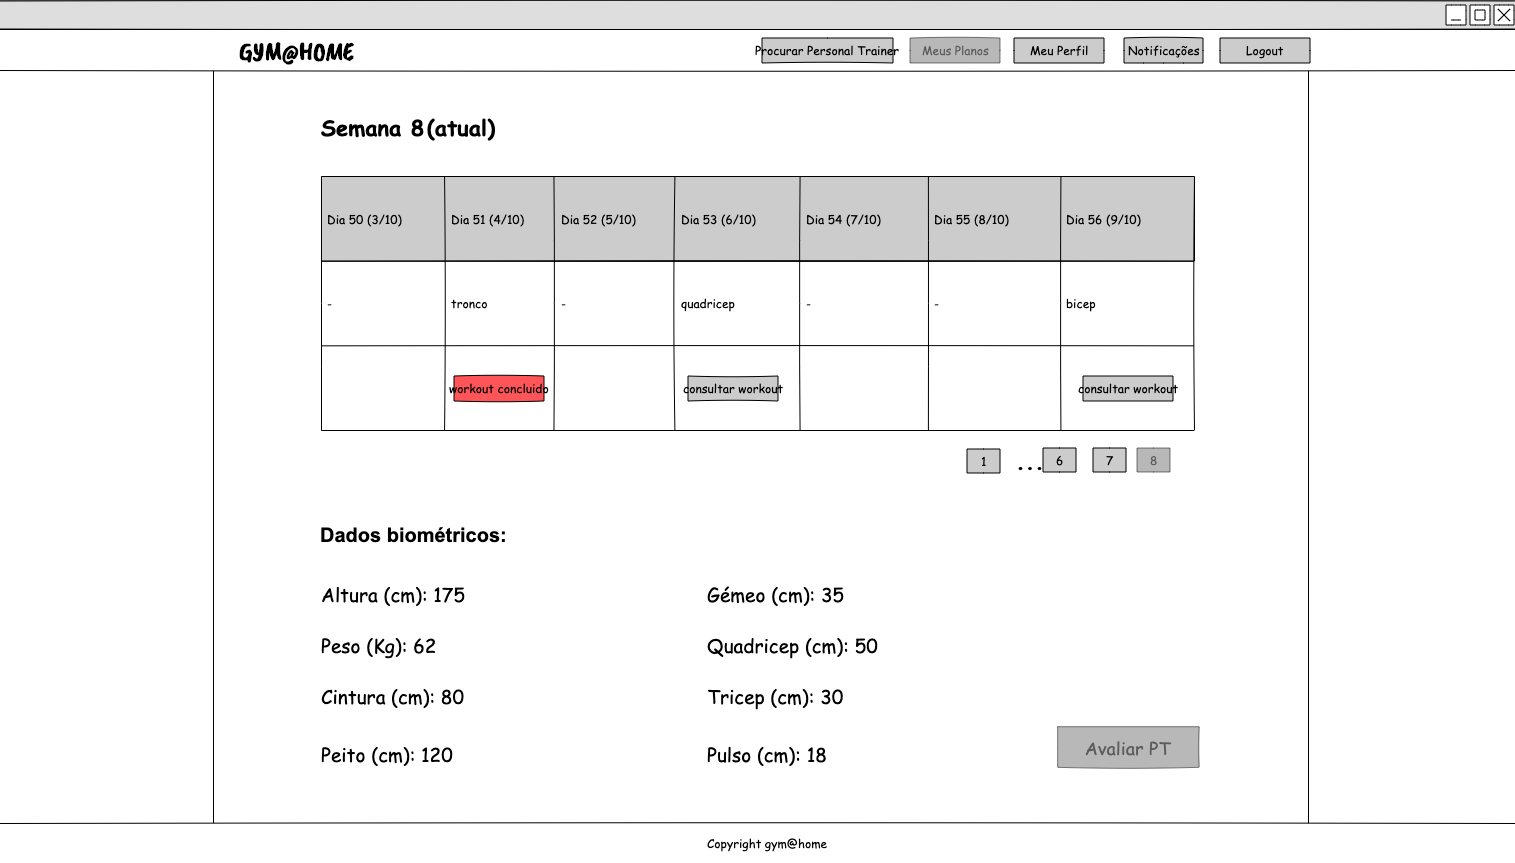 GYM@HOME
Procurar Personal Trainer
Meus Planos
Meu Perfil
Notificações
Logout
Semana 8(atual)
Dia 50 (3/10)
Dia 51 (4/10)
Dia 52 (5/10)
Dia 53 (6/10)
Dia 54 (7/10)
Dia 55 (8/10)
Dia 56 (9/10)
-
tronco
-
quadricep
-
-
bicep
workout concluido
consultar workout
consultar workout
1
...
6
7
8
Dados biométricos:
Altura (cm): 175
Gémeo (cm): 35
Peso (Kg): 62
Quadricep (cm): 50
Cintura (cm): 80
Tricep (cm): 30
Peito (cm): 120
Pulso (cm): 18
Avaliar PT
Copyright gym@home